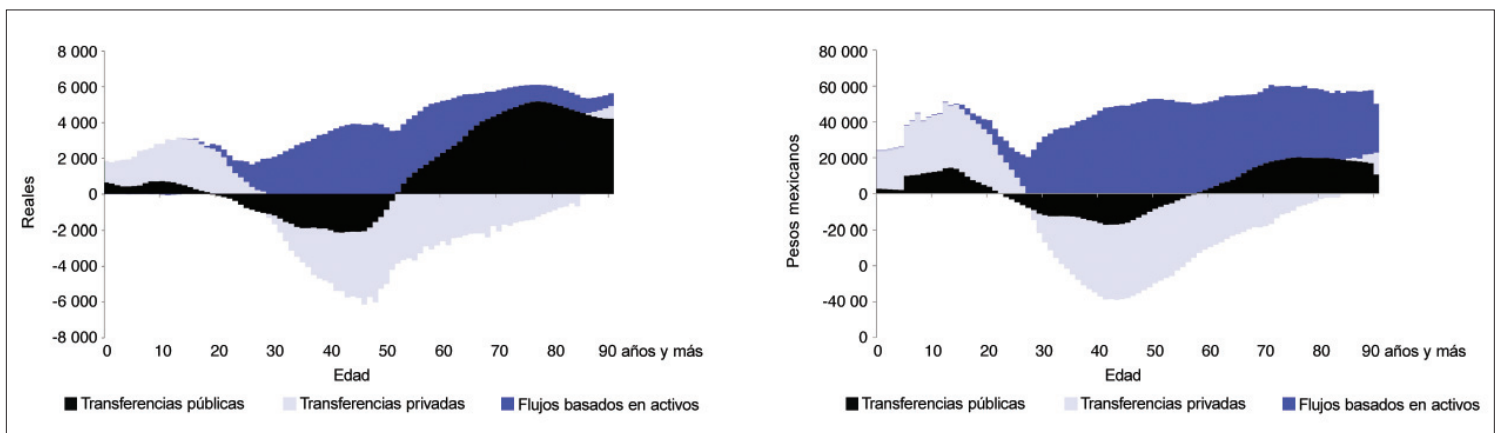 8 000
6 000
4 000
2 000
0
-2 000
-4 000
-6 000
-8 000
Reales
0 10 20 30 40 50 60 70 80 90 años y más
Edad
Transferencias públicas Transferencias privadas Flujos basados en activos
80 000
60 000
40 000
20 000
0
-20 00
0
-40 00
0
Pesos mexicanos
0 10 20 30 40 50 60 70 80 90 años y más
Edad
Transferencias públicas Transferencias privadas Flujos basados en activos